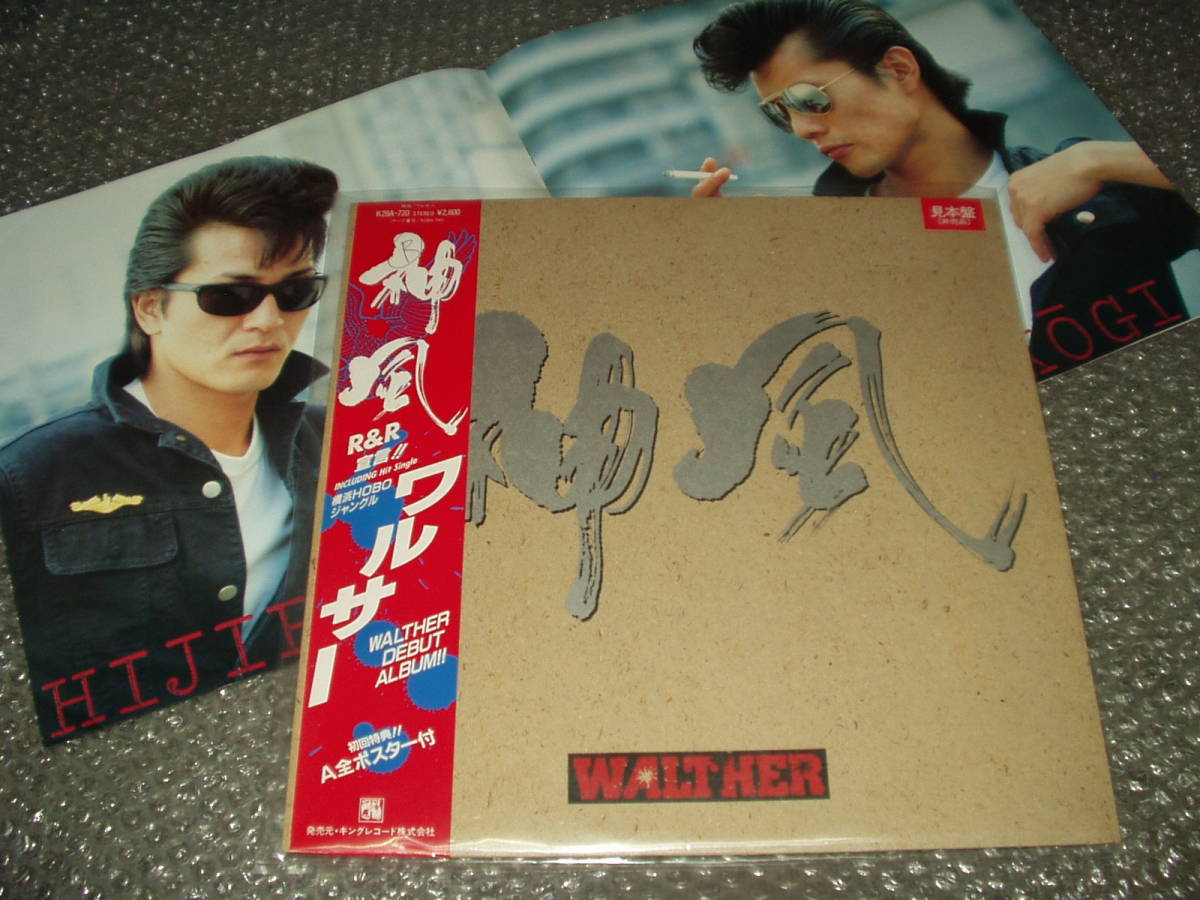 K28A-720 STEREO ¥2,800
神風
R&R
宣言!!
INCLUDING Hit Single
横浜HOBO
ジャングル
ワルサー
WALTHER
DEBUT
ALBUM!!
初回特典!!
A全ポスター付
発売元・キングレコード株式会社
見本盤
神風
WALTHER
HIJI
ŌGI